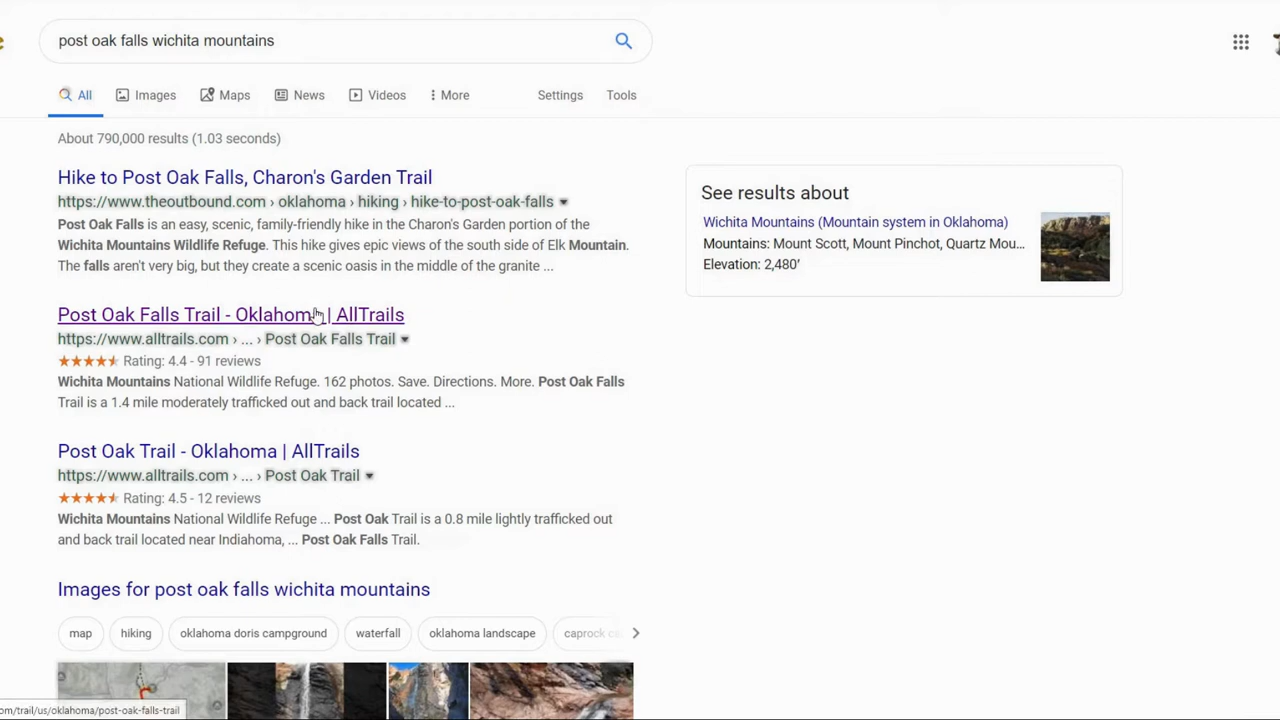 post oak falls wichita mountains
All
Images
Maps
News
Videos
More
Settings
Tools
About 790,000 results (1.03 seconds)
Hike to Post Oak Falls, Charon's Garden Trail
https://www.theoutbound.com › oklahoma › hiking › hike-to-post-oak-falls
Post Oak Falls is an easy, scenic, family-friendly hike in the Charon's Garden portion of the
Wichita Mountains Wildlife Refuge. This hike gives epic views of the south side of Elk Mountain.
The falls aren't very big, but they create a scenic oasis in the middle of the granite ...
Post Oak Falls Trail - Oklahoma | AllTrails
https://www.alltrails.com › ... › Post Oak Falls Trail
Rating: 4.4 - 91 reviews
Wichita Mountains National Wildlife Refuge. 162 photos. Save. Directions. More. Post Oak Falls
Trail is a 1.4 mile moderately trafficked out and back trail located ...
Post Oak Trail - Oklahoma | AllTrails
https://www.alltrails.com › ... › Post Oak Trail
Rating: 4.5 - 12 reviews
Wichita Mountains National Wildlife Refuge ... Post Oak Trail is a 0.8 mile lightly trafficked out
and back trail located near Indiahoma, ... Post Oak Falls Trail.
Images for post oak falls wichita mountains
map
hiking
oklahoma doris campground
waterfall
oklahoma landscape
caprock
om/trail/us/oklahoma/post-oak-falls-trail
See results about
Wichita Mountains (Mountain system in Oklahoma)
Mountains: Mount Scott, Mount Pinchot, Quartz Mou...
Elevation: 2,480′